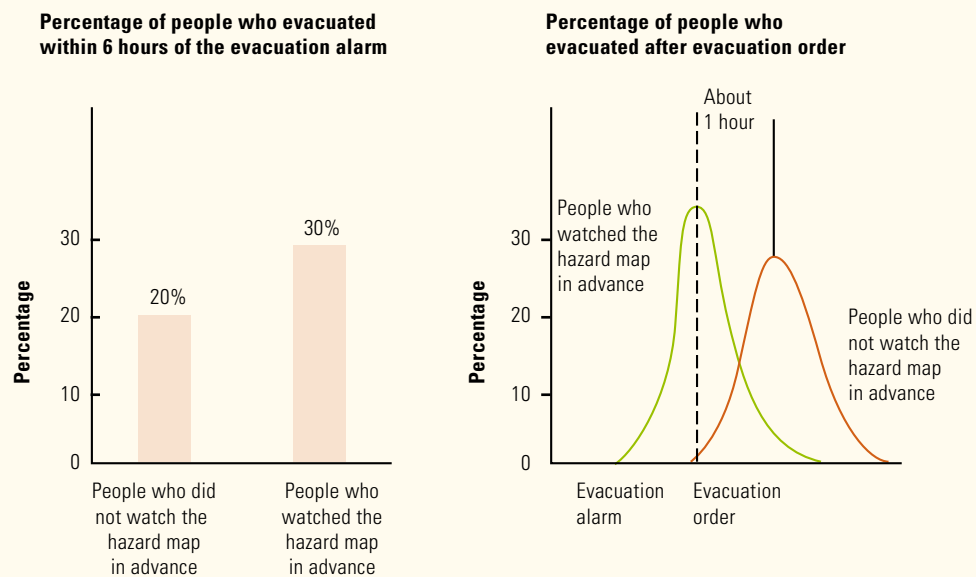 Percentage of people who evacuated
within 6 hours of the evacuation alarm
30%
20%
Percentage
30
20
10
0
People who did
not watch the
hazard map
in advance
People who
watched the
hazard map
in advance
Percentage of people who
evacuated after evacuation order
About
1 hour
People who
watched the
hazard map
in advance
People who did
not watch the
hazard map
in advance
Percentage
30
20
10
0
Evacuation
alarm
Evacuation
order